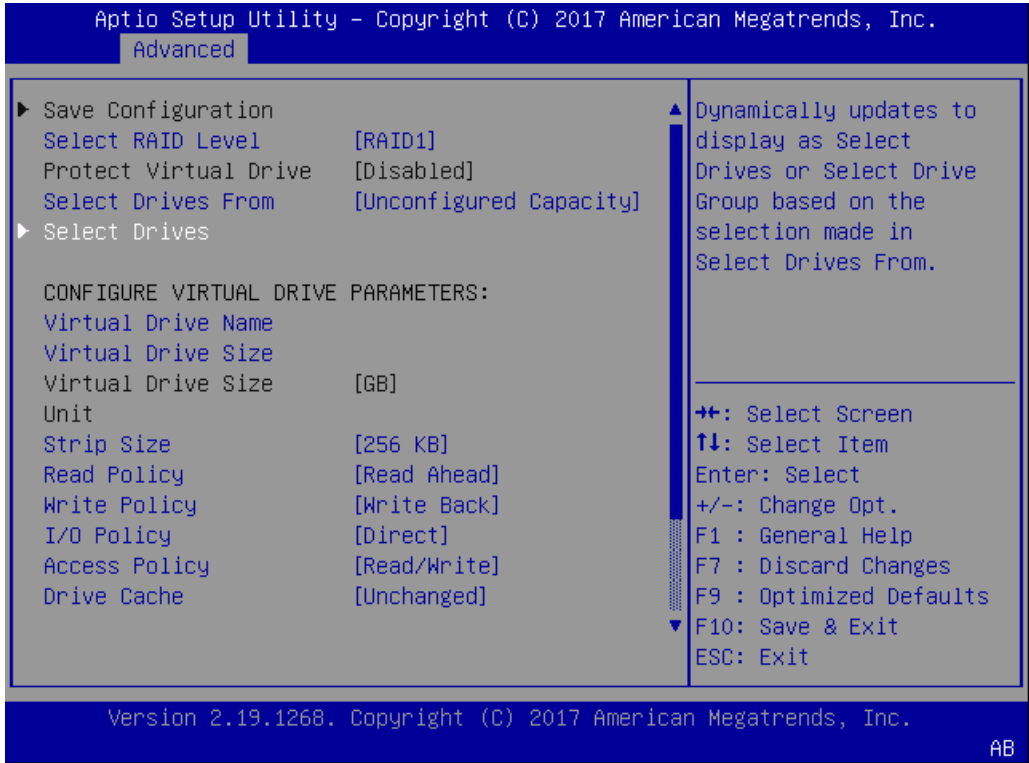 Aptio Setup Utility – Copyright (C) 2017 American Megatrends, Inc.
Advanced
▶ Save Configuration
Select RAID Level [RAID1]
Protect Virtual Drive [Disabled]
Select Drives From [Unconfigured Capacity]
▶ Select Drives
CONFIGURE VIRTUAL DRIVE PARAMETERS:
Virtual Drive Name
Virtual Drive Size
Virtual Drive Size [GB]
Unit
Strip Size [256 KB]
Read Policy [Read Ahead]
Write Policy [Write Back]
I/O Policy [Direct]
Access Policy [Read/Write]
Drive Cache [Unchanged]
Dynamically updates to
display as Select
Drives or Select Drive
Group based on the
selection made in
Select Drives From.
→←: Select Screen
↑↓: Select Item
Enter: Select
+/-: Change Opt.
F1 : General Help
F7 : Discard Changes
F9 : Optimized Defaults
F10: Save & Exit
ESC: Exit
Version 2.19.1268. Copyright (C) 2017 American Megatrends, Inc.
AB